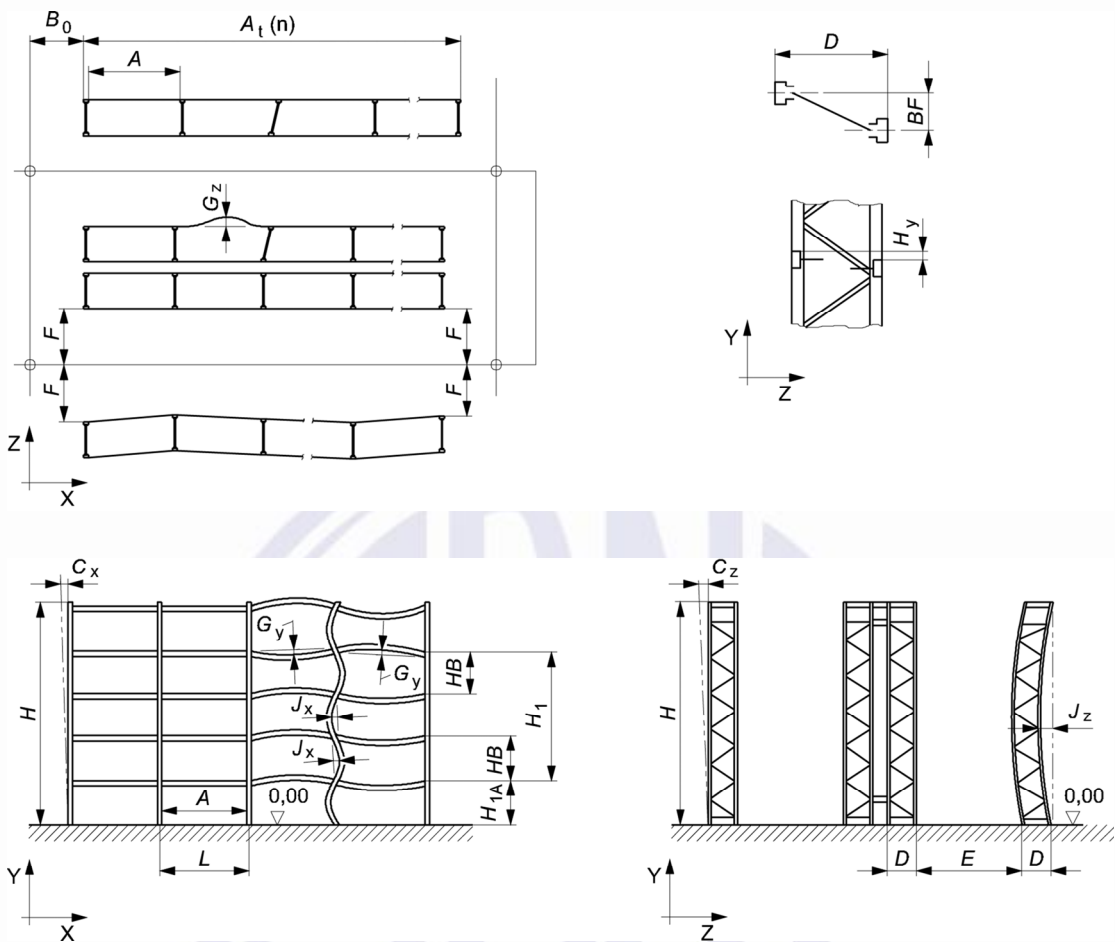 B0
At (n)
A
D
BF
Gz
Hy
F
F
F
F
Y
Z
Z
X
Cx
Cz
Gy
Gy
HB
H
Jx
H1
Jx
HB
H
Jz
A
0,00
H1A
0,00
L
D
E
D
Y
X
Y
Z